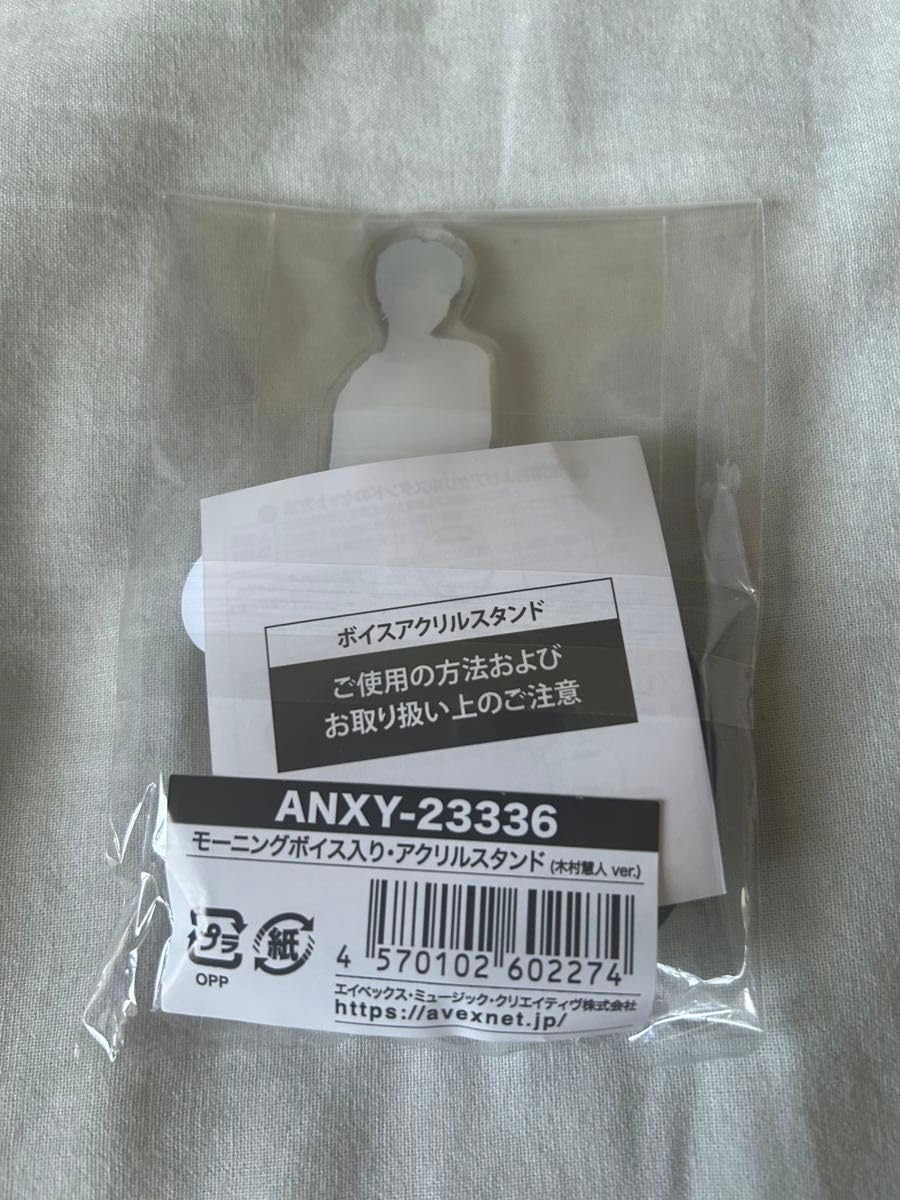 ボイスアクリルスタンド
ご使用の方法および
お取り扱い上のご注意
ANXY-23336
モーニングボイス入り・アクリルスタンド (木村慧人 ver.)
プラ
紙
OPP
4 570102 602274
エイベックス・ミュージック・クリエイティヴ株式会社
https://avexnet.jp/